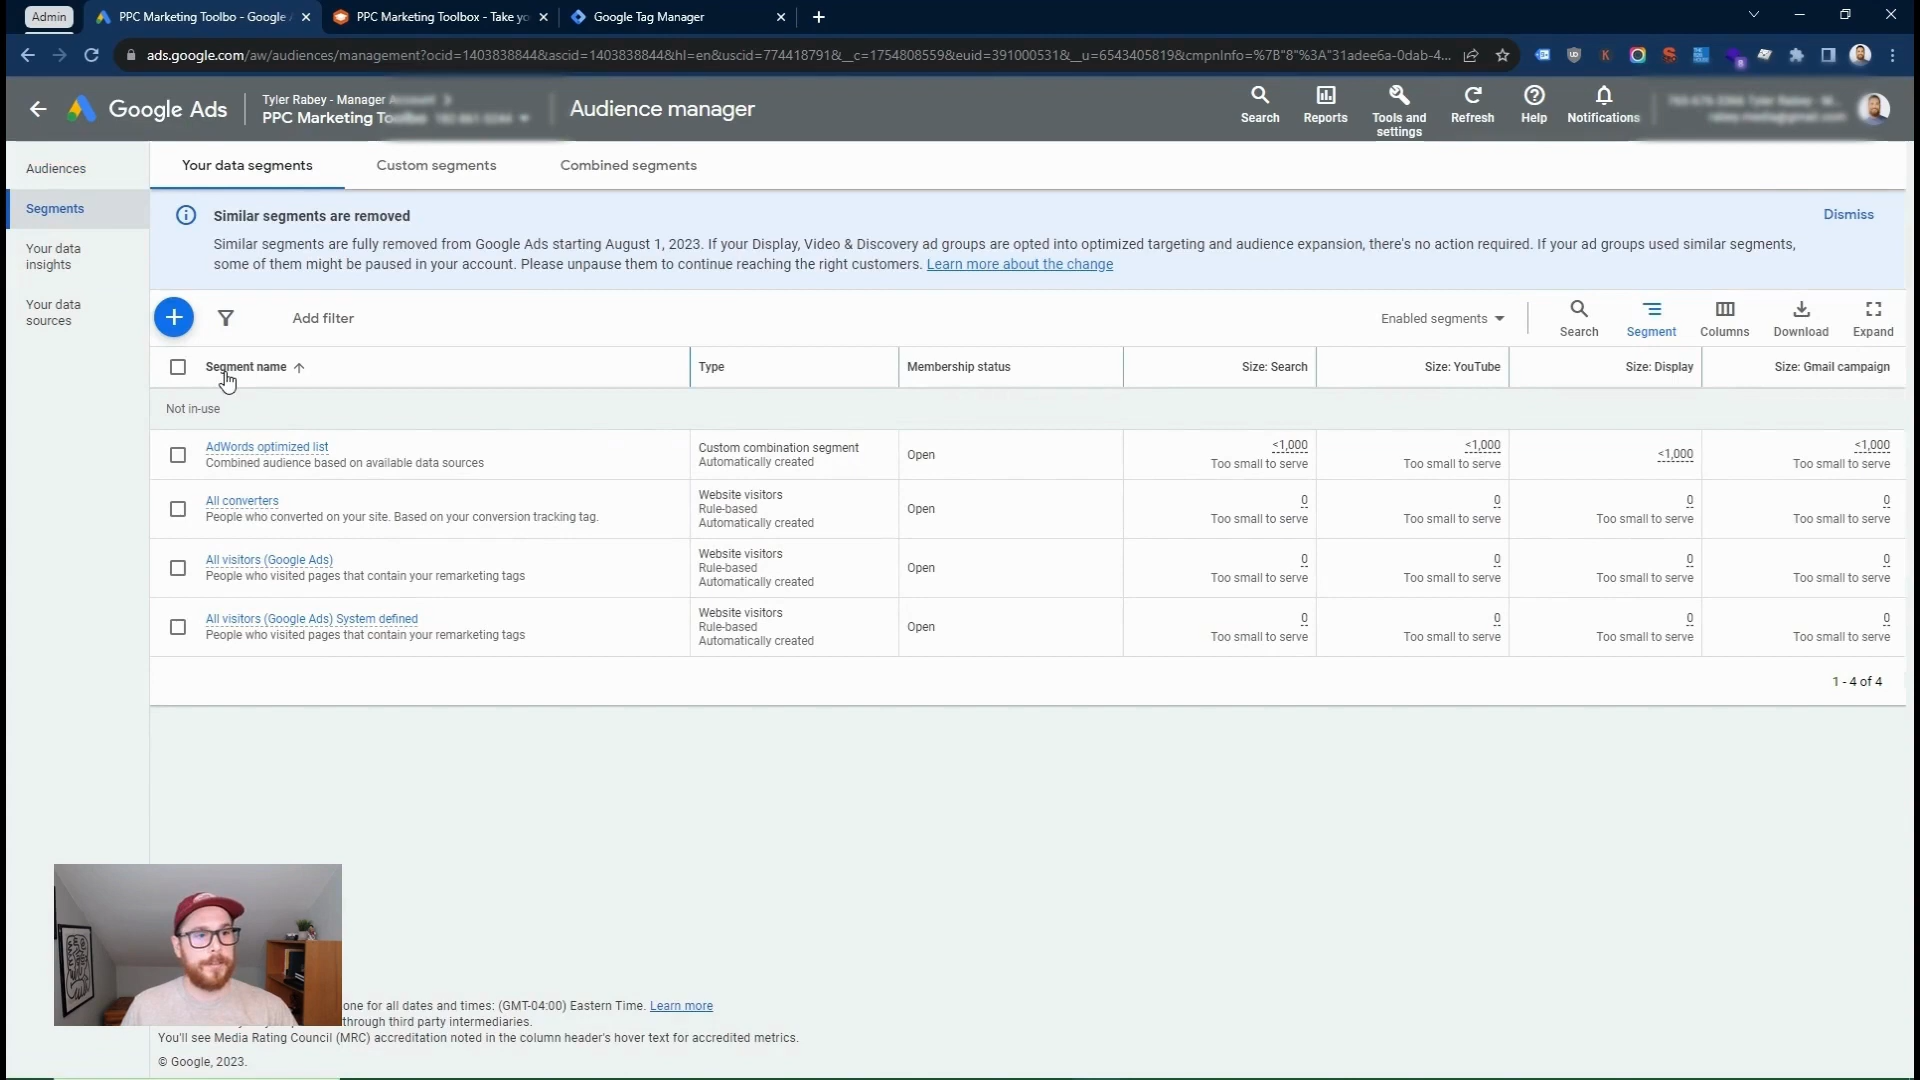 Admin
PPC Marketing Toolbo - Google A
PPC Marketing Toolbox - Take yo
Google Tag Manager
ads.google.com/aw/audiences/management?ocid=1403838844&ascid=1403838844&hl=en&uscid=774418791&__c=1754808559&euid=391000531&__u=6543405819&cmpnInfo=%7B"8"%3A"31adee6a-0dab-4...
Google Ads
Tyler Rabey - Manager Account
PPC Marketing Toolbo
Audience manager
Search
Reports
Tools and
settings
Refresh
Help
Notifications
Audiences
Segments
Your data
insights
Your data
sources
Your data segments
Custom segments
Combined segments
Similar segments are removed
Dismiss
Similar segments are fully removed from Google Ads starting August 1, 2023. If your Display, Video & Discovery ad groups are opted into optimized targeting and audience expansion, there's no action required. If your ad groups used similar segments,
some of them might be paused in your account. Please unpause them to continue reaching the right customers. Learn more about the change
Add filter
Enabled segments
Search
Segment
Columns
Download
Expand
Segment name
Type
Membership status
Size: Search
Size: YouTube
Size: Display
Size: Gmail campaign
Not in-use
AdWords optimized list
Combined audience based on available data sources
Custom combination segment
Automatically created
Open
<1,000
Too small to serve
<1,000
Too small to serve
<1,000
<1,000
Too small to serve
All converters
People who converted on your site. Based on your conversion tracking tag.
Website visitors
Rule-based
Automatically created
Open
0
Too small to serve
0
Too small to serve
0
Too small to serve
0
Too small to serve
All visitors (Google Ads)
People who visited pages that contain your remarketing tags
Website visitors
Rule-based
Automatically created
Open
0
Too small to serve
0
Too small to serve
0
Too small to serve
0
Too small to serve
All visitors (Google Ads) System defined
People who visited pages that contain your remarketing tags
Website visitors
Rule-based
Automatically created
Open
0
Too small to serve
0
Too small to serve
0
Too small to serve
0
Too small to serve
1 - 4 of 4
one for all dates and times: (GMT-04:00) Eastern Time. Learn more
through third party intermediaries.
You'll see Media Rating Council (MRC) accreditation noted in the column header's hover text for accredited metrics.
© Google, 2023.